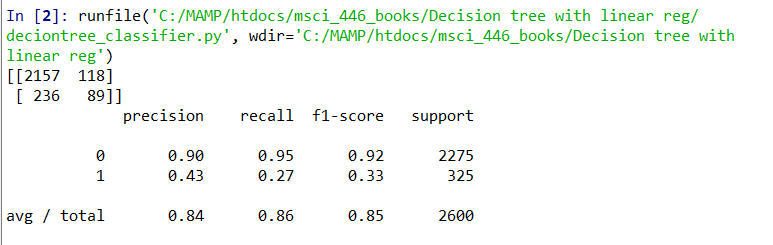 In [2]: runfile('C:/MAMP/htdocs/msci_446_books/Decision tree with linear reg/
deciontree_classifier.py', wdir='C:/MAMP/htdocs/msci_446_books/Decision tree with
linear reg')
[[2157  118]
 [ 236   89]]
             precision    recall  f1-score   support

          0       0.90      0.95      0.92      2275
          1       0.43      0.27      0.33       325

avg / total       0.84      0.86      0.85      2600